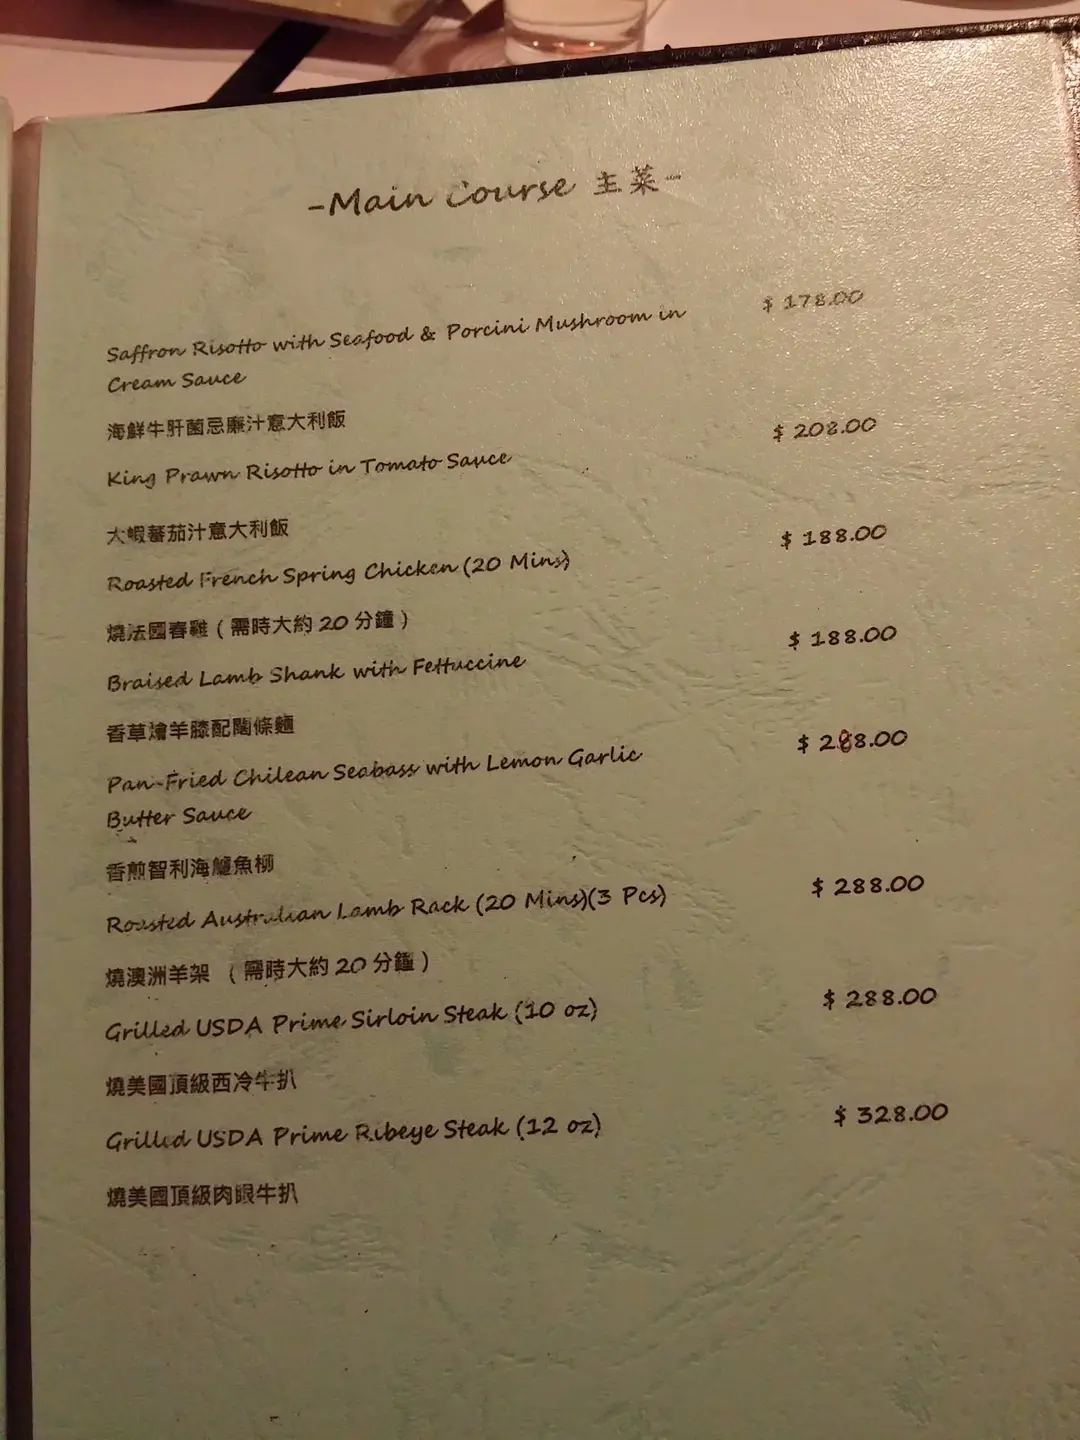 -Main Course 主菜-
Saffron Risotto with Seafood & Porcini Mushroom in $ 178.00
Cream Sauce
海鮮牛肝菌忌廉汁意大利飯
King Prawn Risotto in Tomato Sauce $ 208.00
大蝦蕃茄汁意大利飯
Roasted French Spring Chicken (20 Mins) $ 188.00
燒法國春雞 ( 需時大約 20 分鐘 )
Braised Lamb Shank with Fettuccine $ 188.00
香草燴羊膝配闊條麵
Pan-Fried Chilean Seabass with Lemon Garlic $ 288.00
Butter Sauce
香煎智利海鱸魚柳
Roasted Australian Lamb Rack (20 Mins)(3 Pcs) $ 288.00
燒澳洲羊架 ( 需時大約 20 分鐘 )
Grilled USDA Prime Sirloin Steak (10 oz) $ 288.00
燒美國頂級西冷牛扒
Grilled USDA Prime Ribeye Steak (12 oz) $ 328.00
燒美國頂級肉眼牛扒